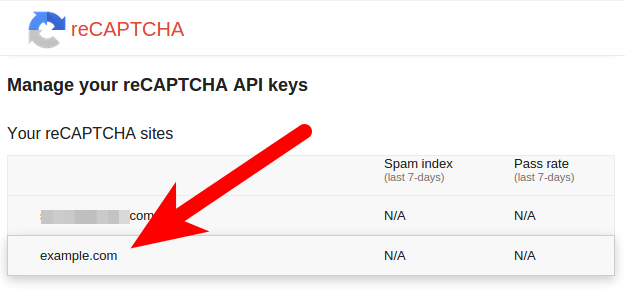 reCAPTCHA
Manage your reCAPTCHA API keys
Your reCAPTCHA sites
Spam index Pass rate
(last 7-days) (last 7-days)
com N/A N/A
example.com N/A N/A